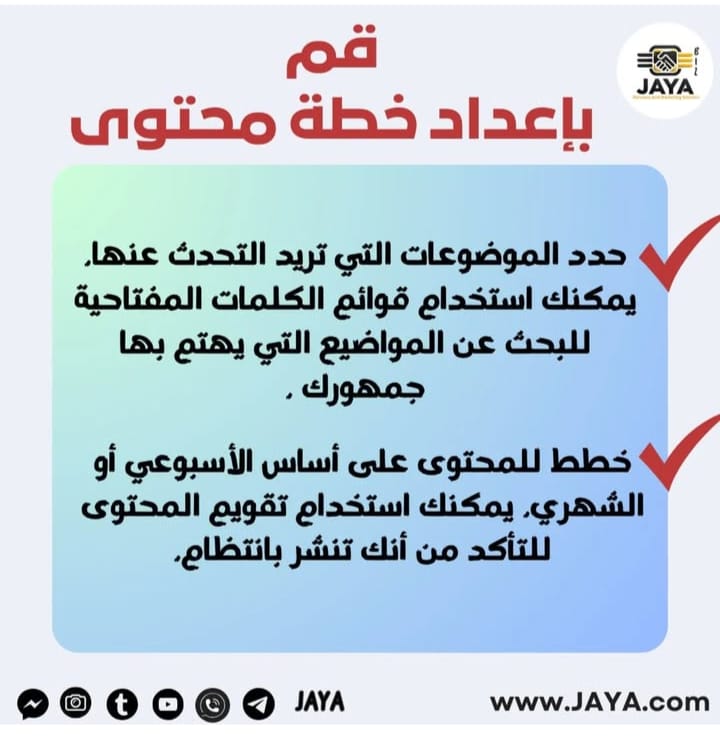 قم
بإعداد خطة محتوى
BIZ
JAYA
حدد الموضوعات التي تريد التحدث عنها.
يمكنك استخدام قوائم الكلمات المفتاحية
للبحث عن المواضيع التي يهتم بها
جمهورك .
خطط للمحتوى على أساس الأسبوعي أو
الشهري. يمكنك استخدام تقويم المحتوى
للتأكد من أنك تنشر بانتظام.
JAYA
www.JAYA.com